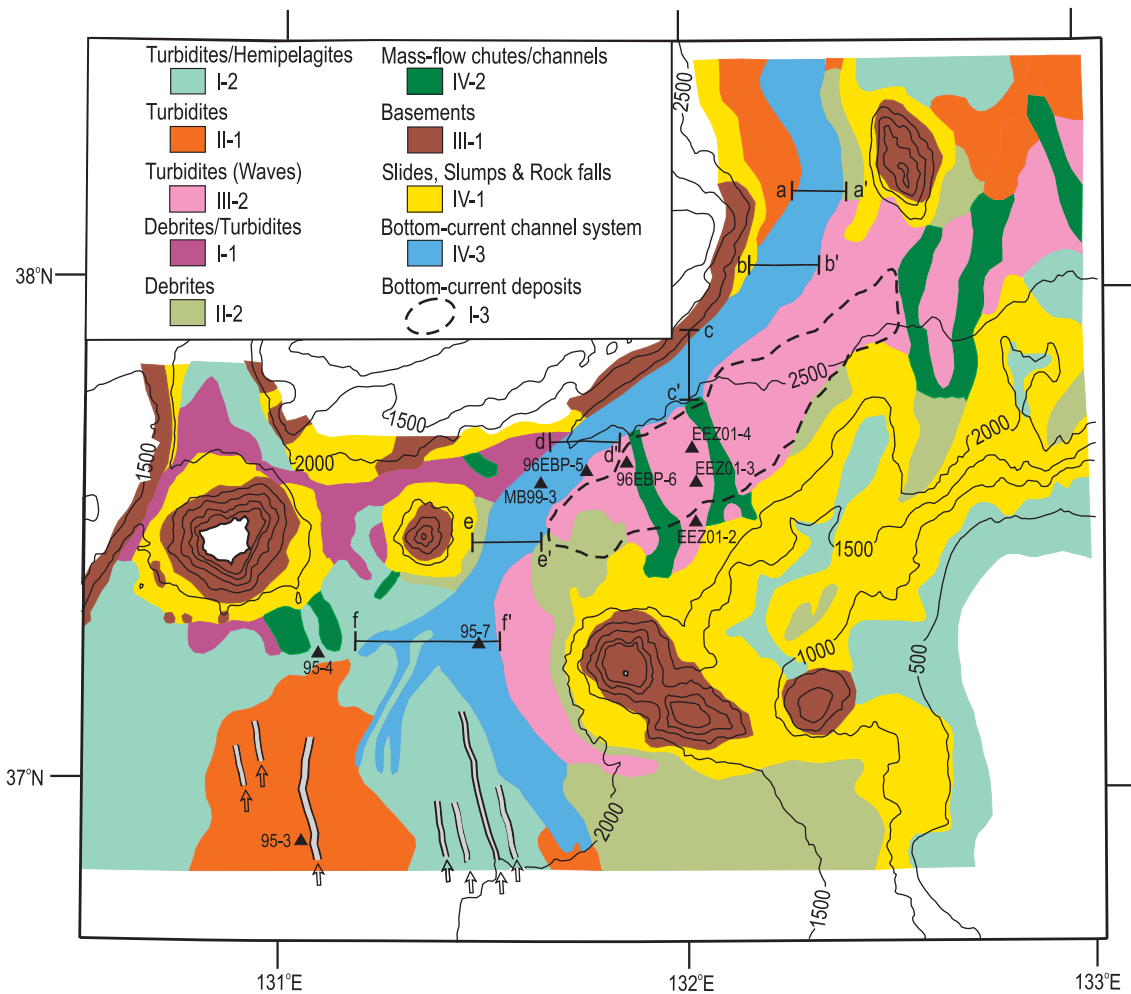 Turbidites/Hemipelagites
I-2
Turbidites
II-1
Turbidites (Waves)
III-2
Debrites/Turbidites
I-1
Debrites
II-2
Mass-flow chutes/channels
IV-2
Basements
III-1
Slides, Slumps & Rock falls
IV-1
Bottom-current channel system
IV-3
Bottom-current deposits
I-3
2500
a a'
b b'
38°N
c
c'
2500
1500
2000
1500
2000
d
d'
EEZ01-4
96EBP-5
96EBP-6
EEZ01-3
MB99-3
EEZ01-2
e
e'
1500
f
95-7
f'
95-4
1000
500
37°N
2000
95-3
1500
131°E
132°E
133°E